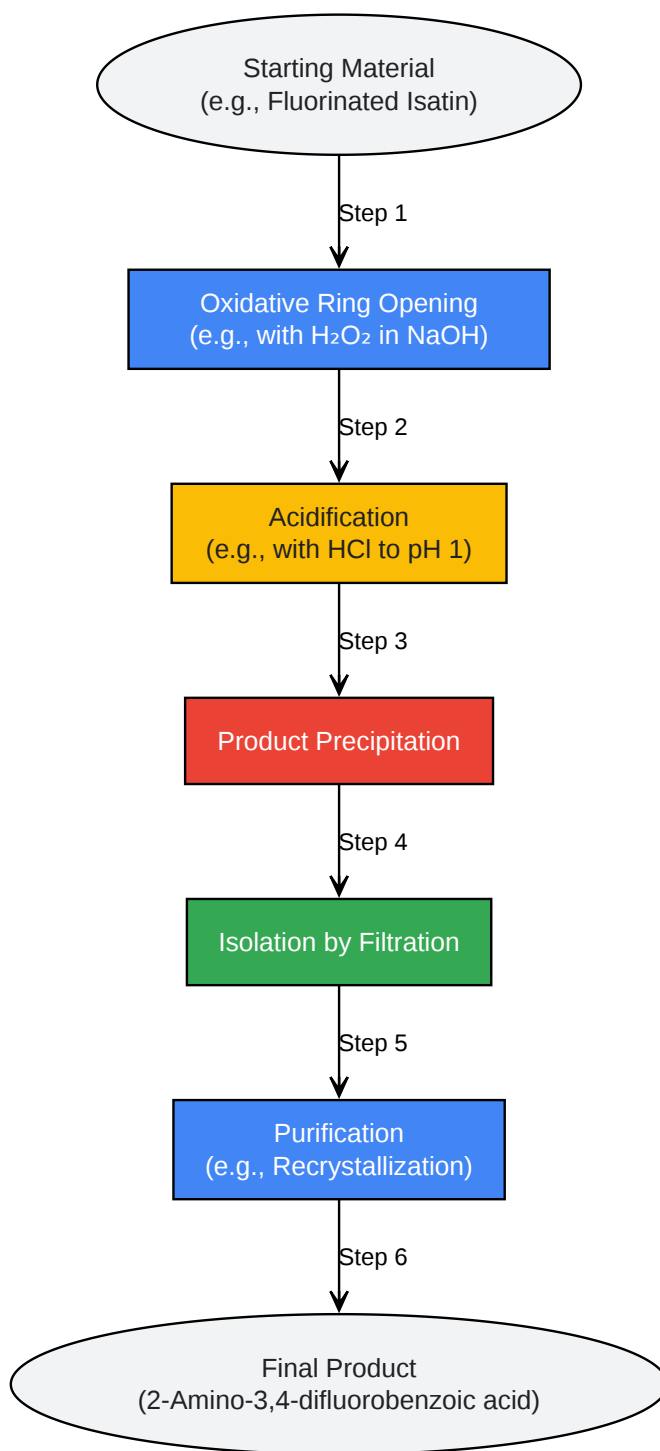 Starting Material
(e.g., Fluorinated Isatin)
Step 1
Oxidative Ring Opening
(e.g., with H₂O₂ in NaOH)
Step 2
Acidification
(e.g., with HCl to pH 1)
Step 3
Product Precipitation
Step 4
Isolation by Filtration
Step 5
Purification
(e.g., Recrystallization)
Step 6
Final Product
(2-Amino-3,4-difluorobenzoic acid)